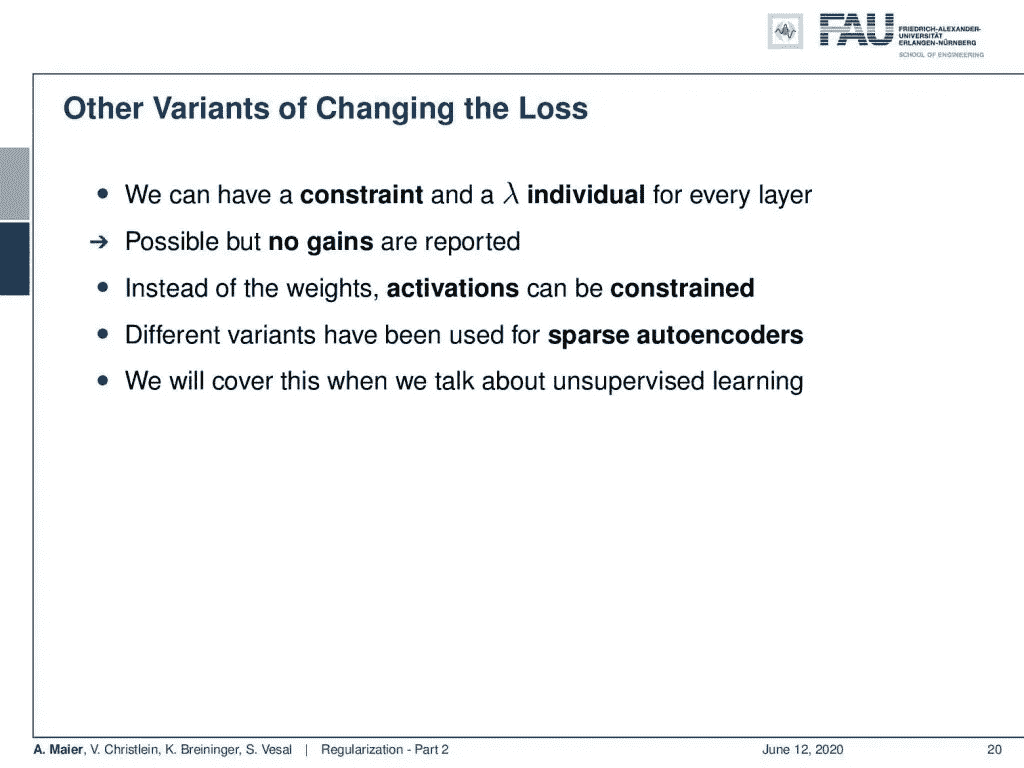 FAU
FRIEDRICH-ALEXANDER-
UNIVERSITÄT
ERLANGEN-NÜRNBERG
SCHOOL OF ENGINEERING
Other Variants of Changing the Loss
• We can have a constraint and a λ individual for every layer
➔ Possible but no gains are reported
• Instead of the weights, activations can be constrained
• Different variants have been used for sparse autoencoders
• We will cover this when we talk about unsupervised learning
A. Maier, V. Christlein, K. Breininger, S. Vesal | Regularization - Part 2 June 12, 2020 20